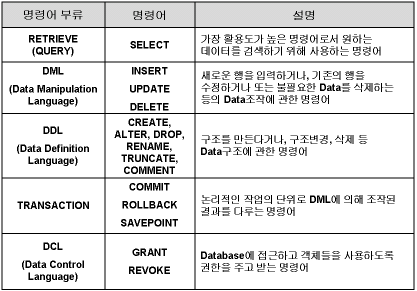 명령어 부류 명령어 설명
RETRIEVE
(QUERY)
SELECT
가장 활용도가 높은 명령어로서 원하는
데이터를 검색하기 위해 사용하는 명령어
DML
(Data Manipulation
Language)
INSERT
UPDATE
DELETE
새로운 행을 입력하거나, 기존의 행을
수정하거나 또는 불필요한 Data를 삭제하는
등의 Data조작에 관한 명령어
DDL
(Data Definition
Language)
CREATE,
ALTER, DROP,
RENAME,
TRUNCATE,
COMMENT
구조를 만든다거나, 구조변경, 삭제 등
Data구조에 관한 명령어
TRANSACTION
COMMIT
ROLLBACK
SAVEPOINT
논리적인 작업의 단위로 DML에 의해 조작된
결과를 다루는 명령어
DCL
(Data Control
Language)
GRANT
REVOKE
Database에 접근하고 객체들을 사용하도록
권한을 주고 받는 명령어